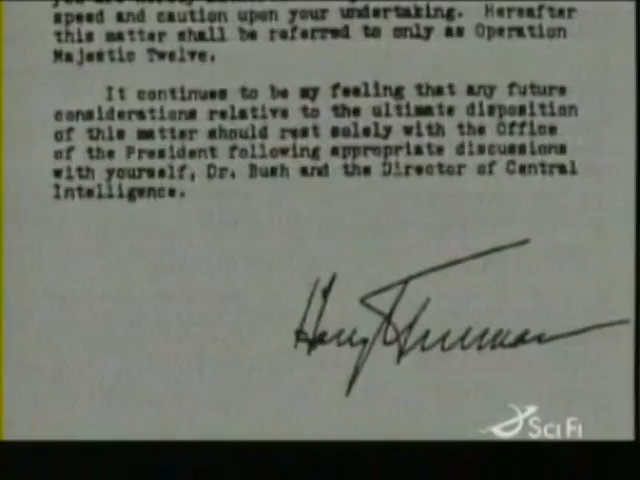 you are hereby
speed and caution upon your undertaking. Hereafter
this matter shall be referred to only as Operation
Majestic Twelve.
It continues to be my feeling that any future
considerations relative to the ultimate disposition
of this matter should rest solely with the Office
of the President following appropriate discussions
with yourself, Dr. Bush and the Director of Central
Intelligence.
Harry Truman
SCI FI